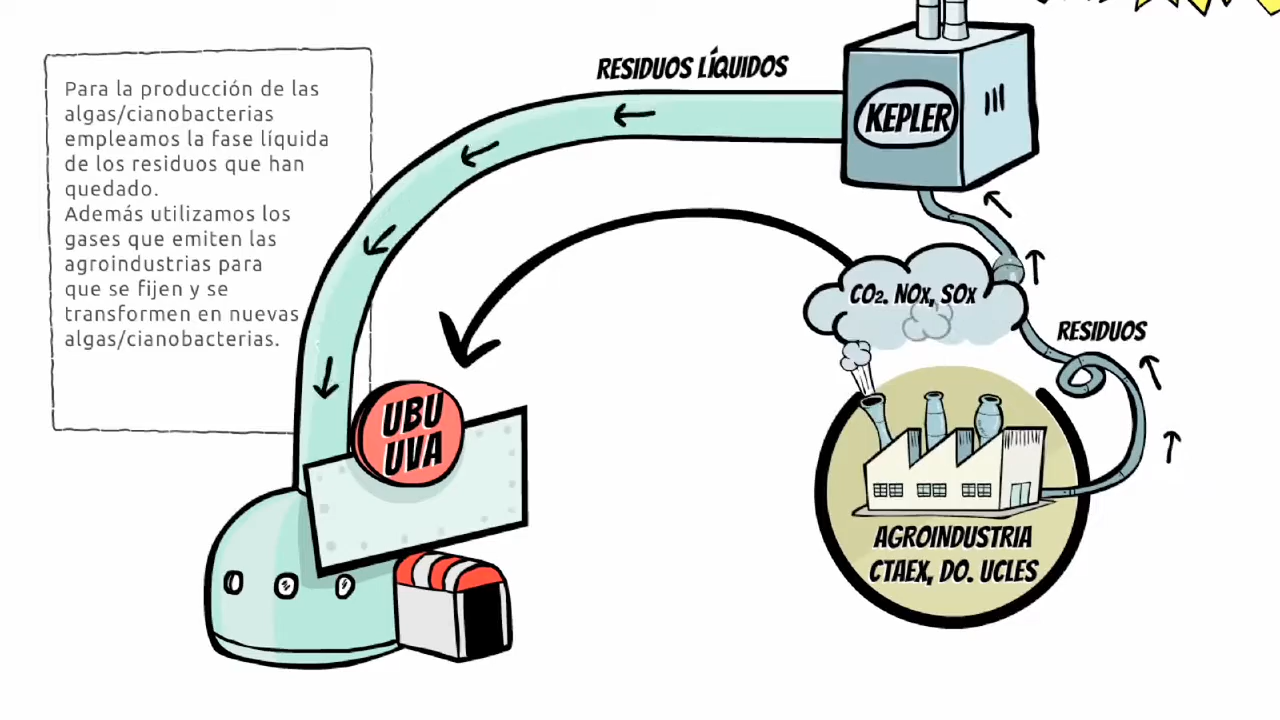 Para la producción de las
algas/cianobacterias
empleamos la fase líquida
de los residuos que han
quedado.
Además utilizamos los
gases que emiten las
agroindustrias para
que se fijen y se
transformen en nuevas
algas/cianobacterias.
RESIDUOS LÍQUIDOS
KEPLER
CO₂. NOx, SOx
RESIDUOS
UBU
UVA
AGROINDUSTRIA
CTAEX, DO. UCLES